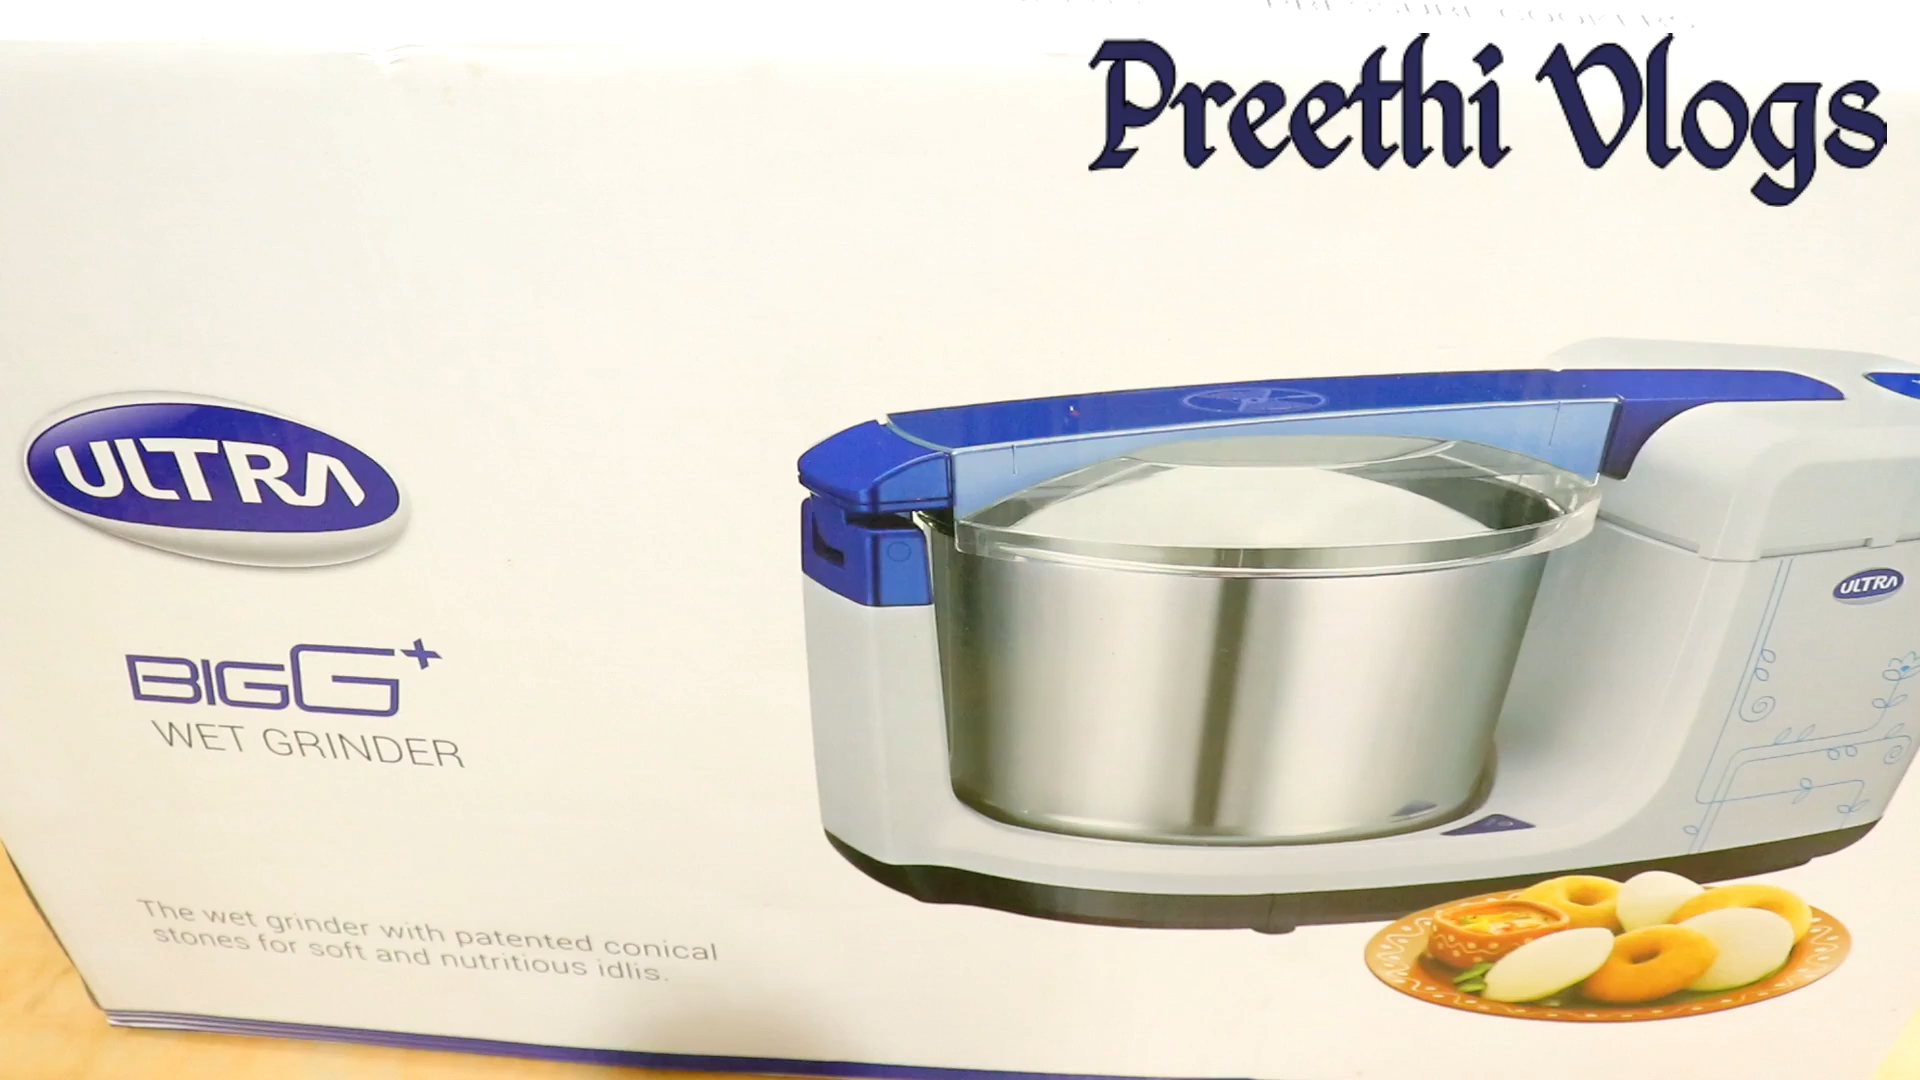 Preethi Vlogs
ULTRA
ULTRA
BIGG+
WET GRINDER
The wet grinder with patented conical
stones for soft and nutritious idlis.